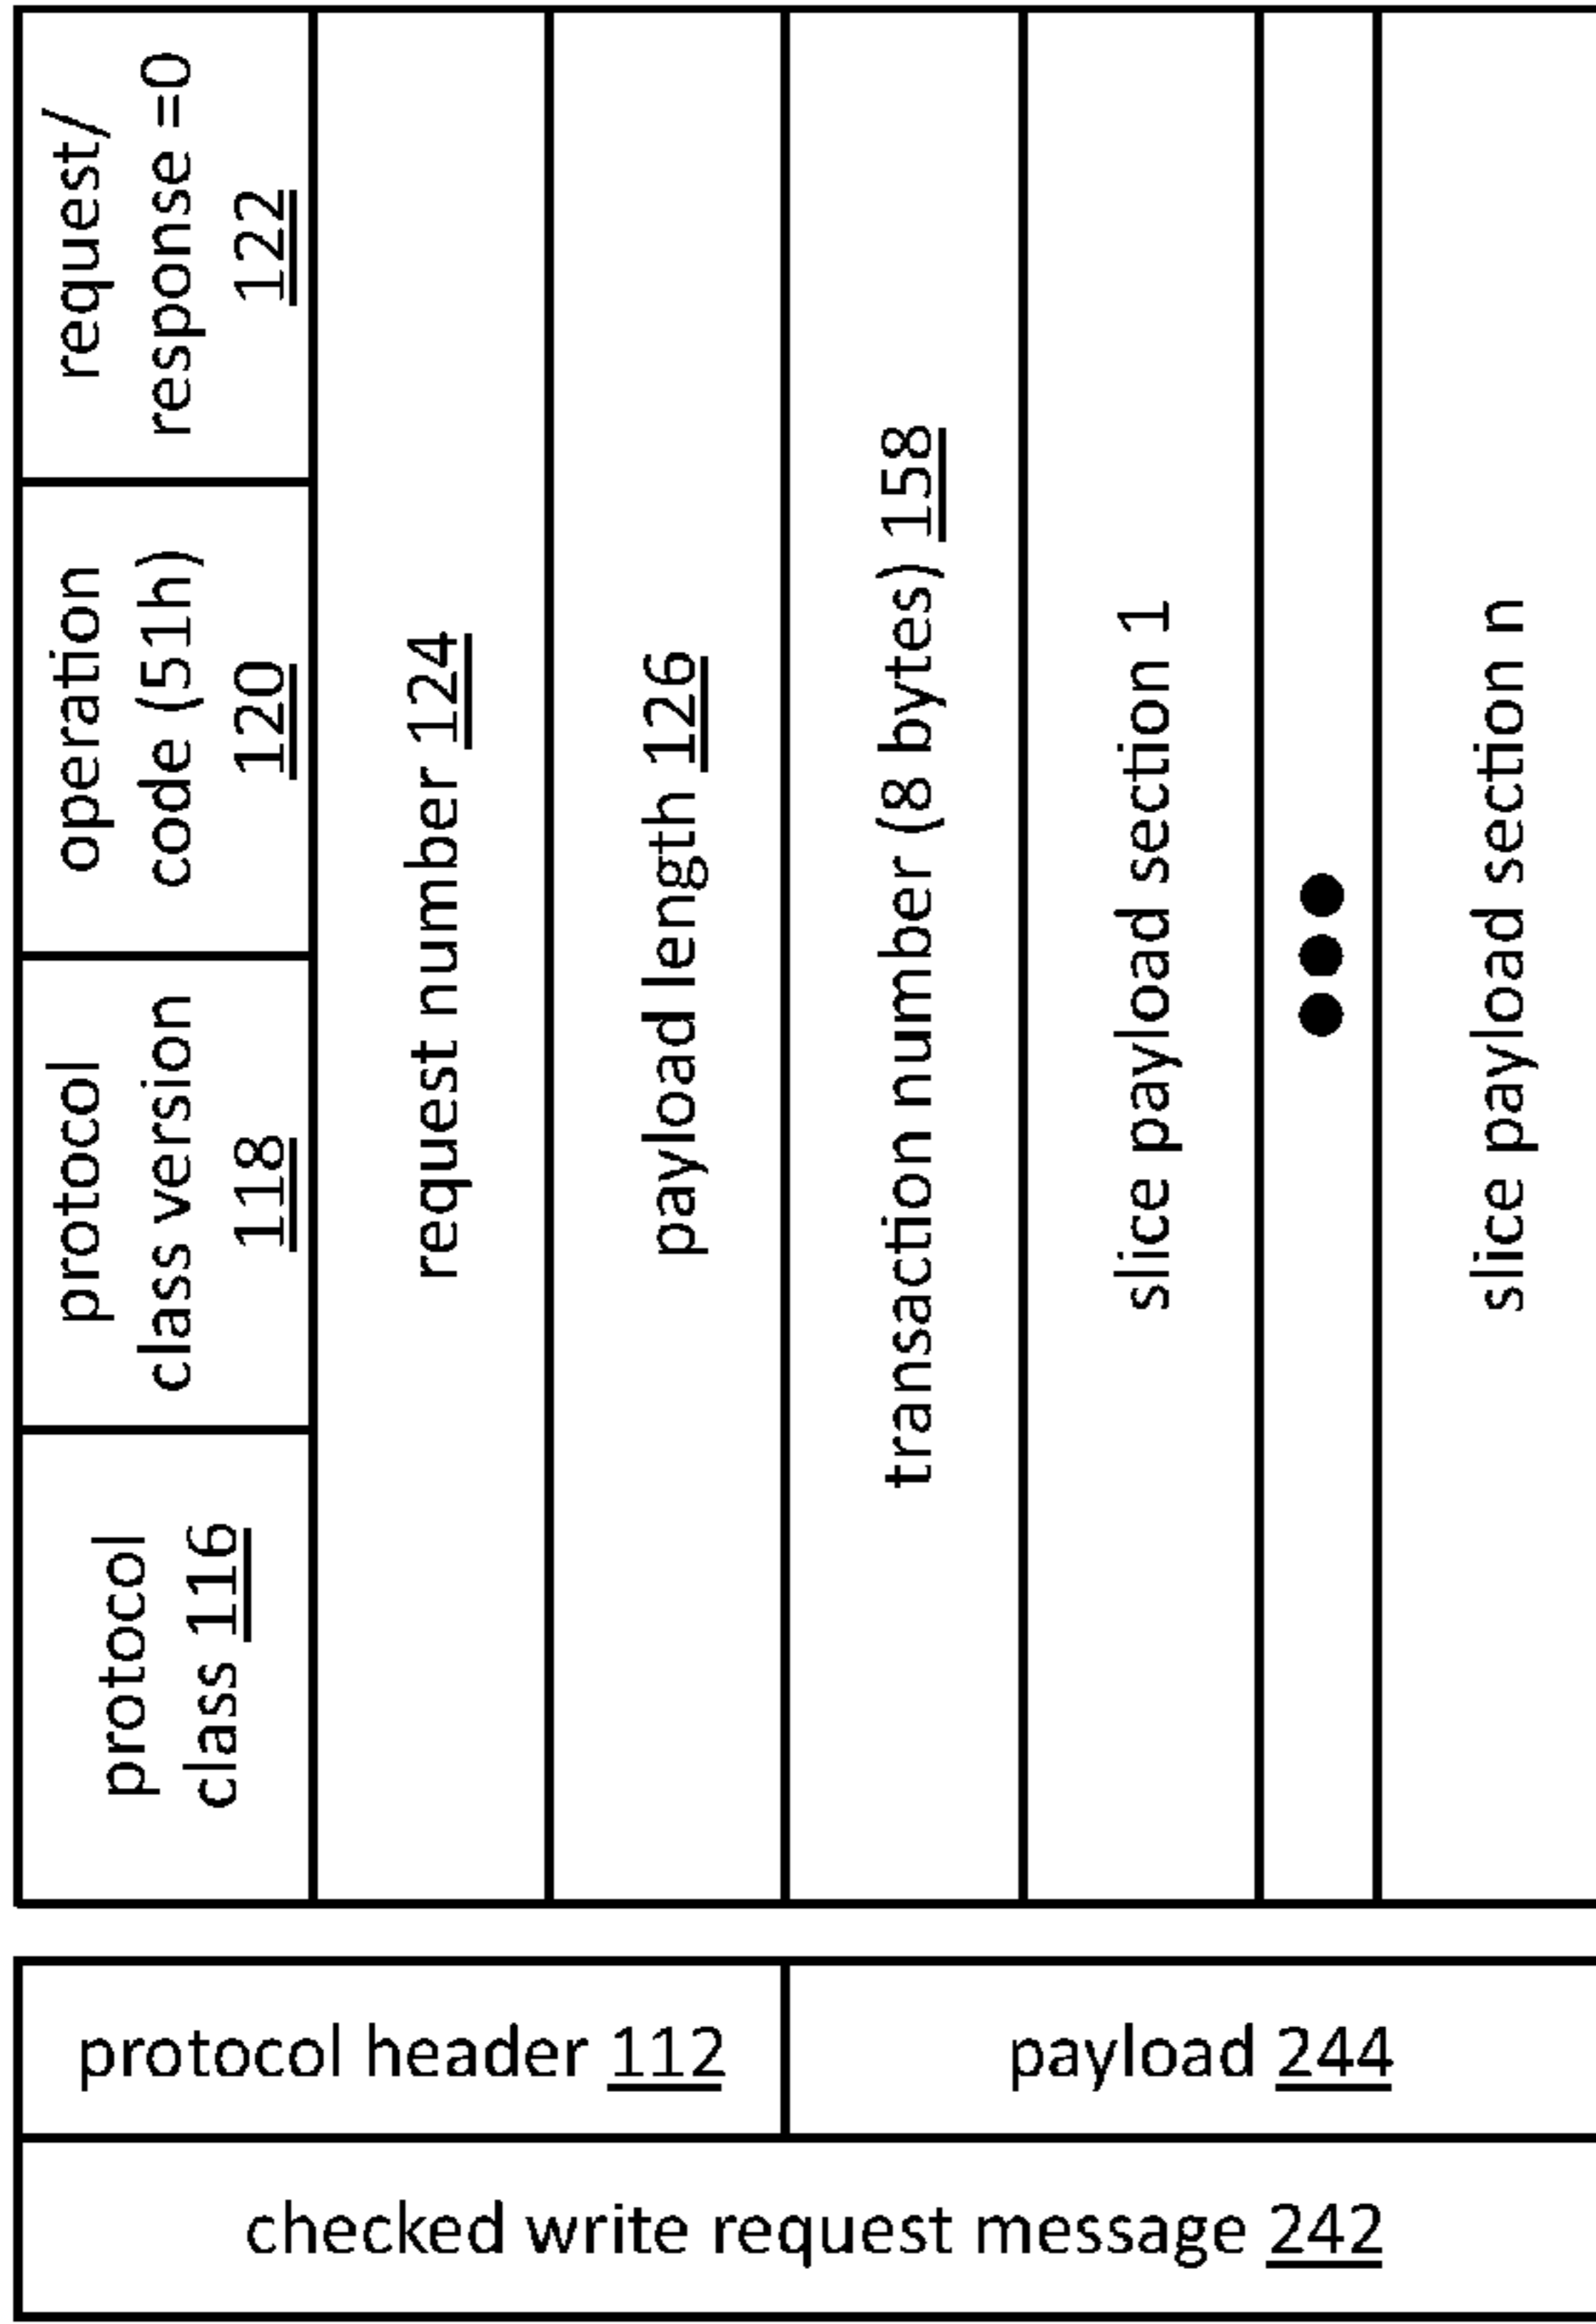 checked write request message 242
protocol header 112
payload 244
protocol
class 116
protocol
class version
118
operation
code (51h)
120
request/
response =0
122
request number 124
payload length 126
transaction number (8 bytes) 158
slice payload section 1
slice payload section n